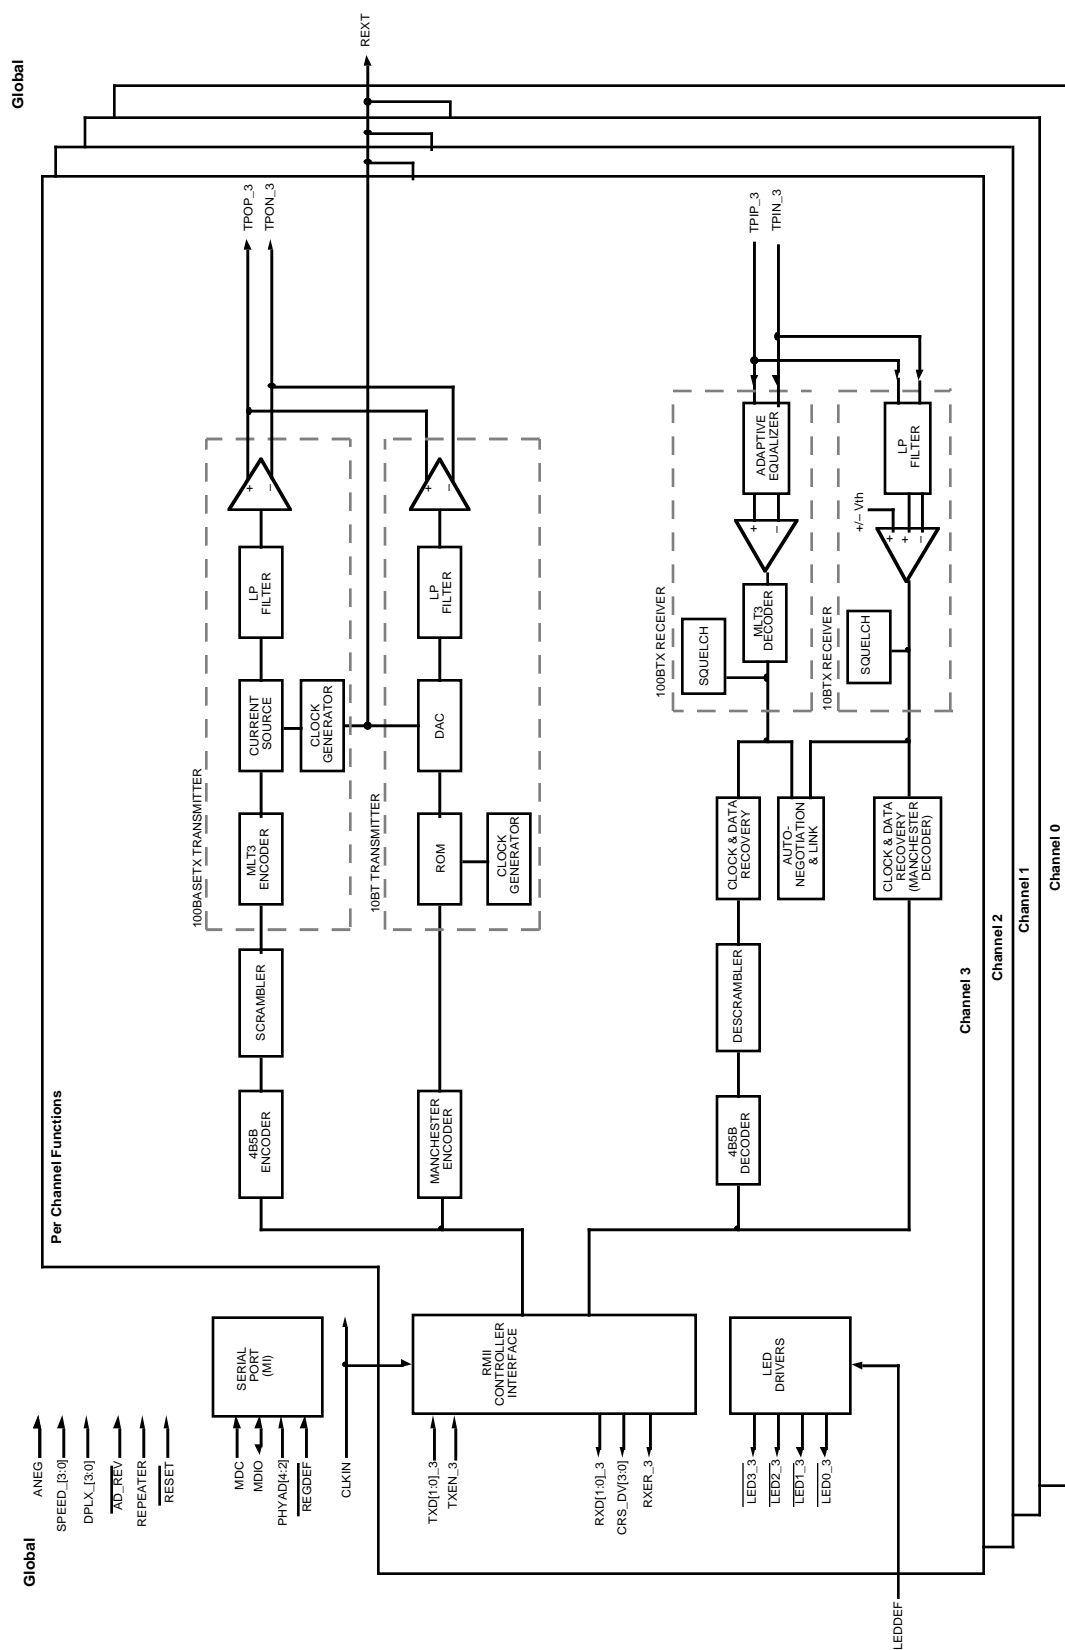 Global
ANEG
SPEED_[3:0]
DPLX_[3:0]
AD_REV
REPEATER
RESET
Global
Per Channel Functions
MDC
MDIO
PHYAD[4:2]
REGDEF
SERIAL
PORT
(MI)
CLKIN
TXD[1:0]_3
TXEN_3
RXD[1:0]_3
CRS_DV[3:0]
RXER_3
RMII
CONTROLLER
INTERFACE
LED3_3
LED2_3
LED1_3
LED0_3
LED
DRIVERS
LEDDEF
4B5B
ENCODER
SCRAMBLER
100BASETX TRANSMITTER
MLT3
ENCODER
CURRENT
SOURCE
LP
FILTER
+
–
CLOCK
GENERATOR
TPOP_3
TPON_3
REXT
MANCHESTER
ENCODER
10BT TRANSMITTER
ROM
DAC
LP
FILTER
+
–
CLOCK
GENERATOR
4B5B
DECODER
DESCRAMBLER
CLOCK & DATA
RECOVERY
AUTO-
NEGOTIATION
& LINK
100BTX RECEIVER
SQUELCH
MLT3
DECODER
+
–
ADAPTIVE
EQUALIZER
TPIP_3
TPIN_3
CLOCK & DATA
RECOVERY
(MANCHESTER
DECODER)
10BTX RECEIVER
SQUELCH
+/– Vth
+
+
–
LP
FILTER
Channel 3
Channel 2
Channel 1
Channel 0